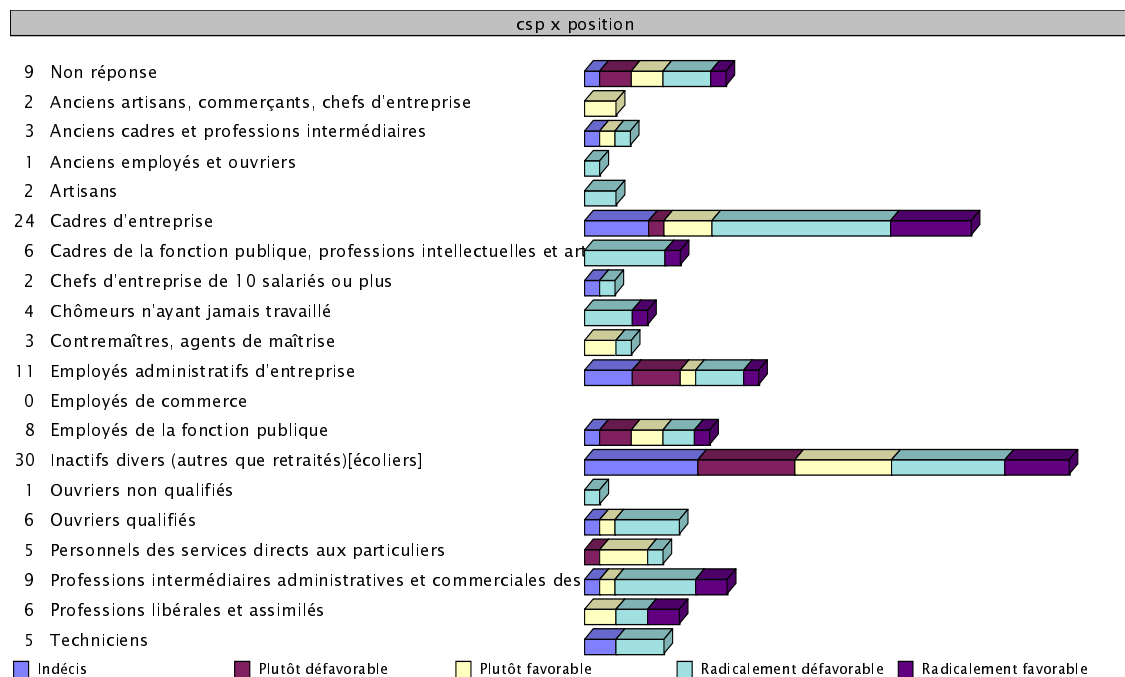 csp x position
9 Non réponse
2 Anciens artisans, commerçants, chefs d'entreprise
3 Anciens cadres et professions intermédiaires
1 Anciens employés et ouvriers
2 Artisans
24 Cadres d'entreprise
6 Cadres de la fonction publique, professions intellectuelles et art
2 Chefs d'entreprise de 10 salariés ou plus
4 Chômeurs n'ayant jamais travaillé
3 Contremaîtres, agents de maîtrise
11 Employés administratifs d'entreprise
0 Employés de commerce
8 Employés de la fonction publique
30 Inactifs divers (autres que retraités)[écoliers]
1 Ouvriers non qualifiés
6 Ouvriers qualifiés
5 Personnels des services directs aux particuliers
9 Professions intermédiaires administratives et commerciales des
6 Professions libérales et assimilés
5 Techniciens
Indécis Plutôt défavorable Plutôt favorable Radicalement défavorable Radicalement favorable